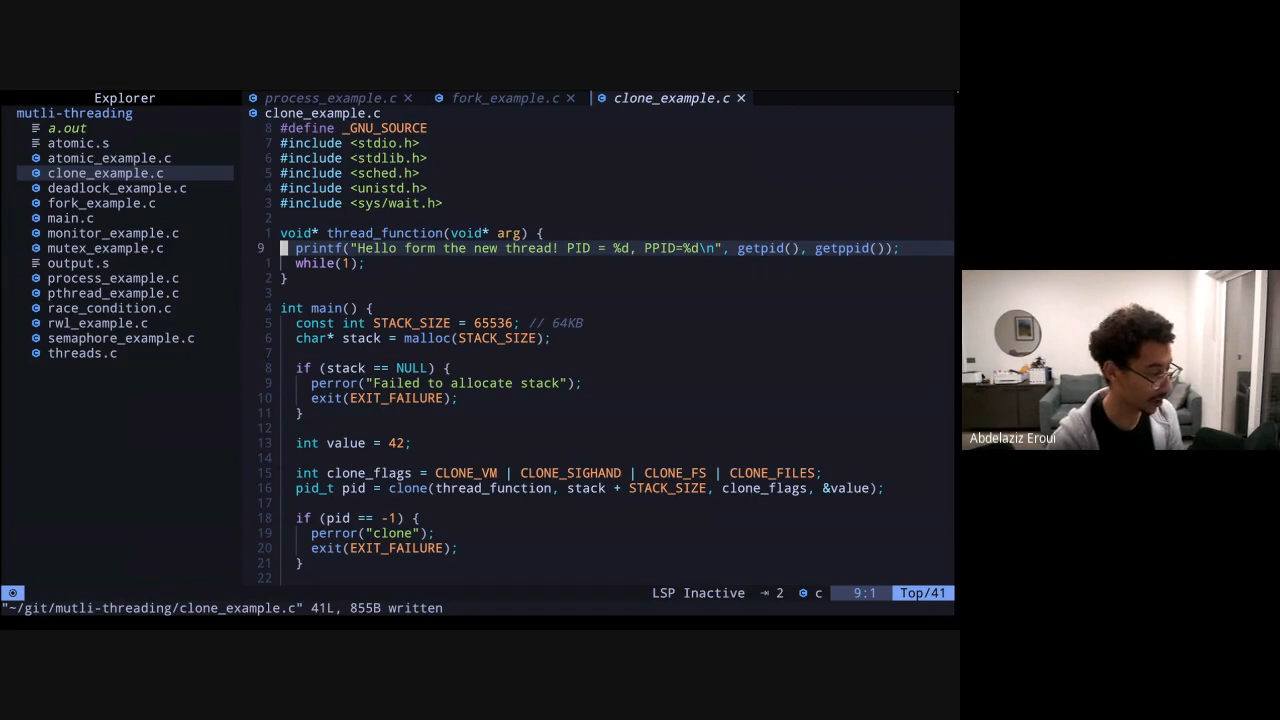 Explorer
mutli-threading
a.out
atomic.s
atomic_example.c
clone_example.c
deadlock_example.c
fork_example.c
main.c
monitor_example.c
mutex_example.c
output.s
process_example.c
pthread_example.c
race_condition.c
rwl_example.c
semaphore_example.c
threads.c
process_example.c × fork_example.c × clone_example.c ×
clone_example.c
8 #define _GNU_SOURCE
7 #include <stdio.h>
6 #include <stdlib.h>
5 #include <sched.h>
4 #include <unistd.h>
3 #include <sys/wait.h>
2
1 void* thread_function(void* arg) {
9 printf("Hello form the new thread! PID = %d, PPID=%d\n", getpid(), getppid());
1 while(1);
2 }
3
4 int main() {
5 const int STACK_SIZE = 65536; // 64KB
6 char* stack = malloc(STACK_SIZE);
7
8 if (stack == NULL) {
9 perror("Failed to allocate stack");
10 exit(EXIT_FAILURE);
11 }
12
13 int value = 42;
14
15 int clone_flags = CLONE_VM | CLONE_SIGHAND | CLONE_FS | CLONE_FILES;
16 pid_t pid = clone(thread_function, stack + STACK_SIZE, clone_flags, &value);
17
18 if (pid == -1) {
19 perror("clone");
20 exit(EXIT_FAILURE);
21 }
22
LSP Inactive ⇥ 2 c 9:1 Top/41
"~/git/mutli-threading/clone_example.c" 41L, 855B written
Abdelaziz Eroui